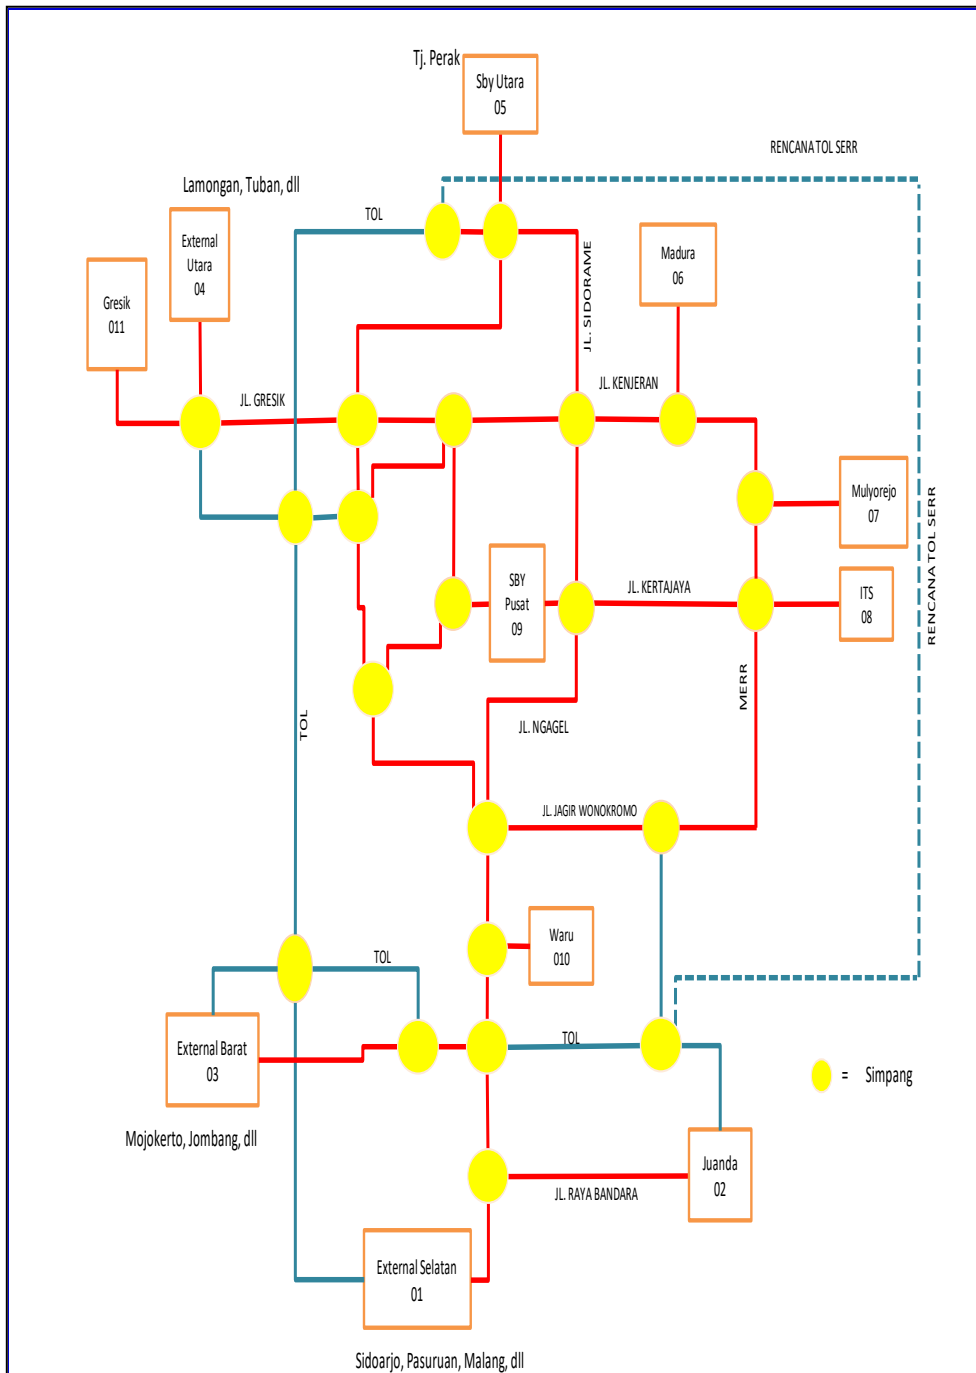 Tj. Perak
Sby Utara
05
RENCANA TOL SERR
Lamongan, Tuban, dll
TOL
External
Utara
04
Madura
06
JL. SIDORAME
Gresik
011
JL. GRESIK
JL. KENJERAN
Mulyorejo
07
RENCANA TOL SERR
SBY
Pusat
09
JL. KERTAJAYA
ITS
08
MERR
TOL
JL. NGAGEL
JL. JAGIR WONOKROMO
Waru
010
TOL
External Barat
03
TOL
= Simpang
Mojokerto, Jombang, dll
Juanda
02
JL. RAYA BANDARA
External Selatan
01
Sidoarjo, Pasuruan, Malang, dll